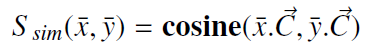 S sim(x̄, ȳ) = cosine(x̄.C⃗, ȳ.C⃗)